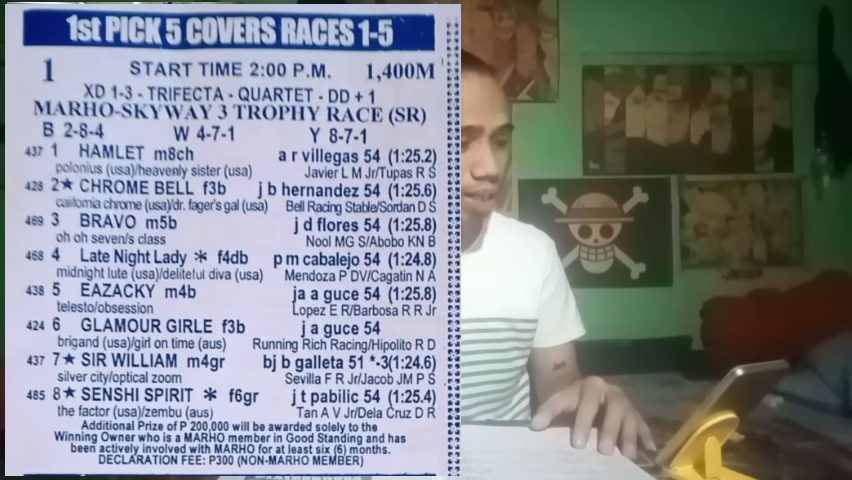 1st PICK 5 COVERS RACES 1-5
1 START TIME 2:00 P.M. 1,400M
XD 1-3 - TRIFECTA - QUARTET - DD + 1
MARHO-SKYWAY 3 TROPHY RACE (SR)
B 2-8-4 W 4-7-1 Y 8-7-1
437 1 HAMLET m8ch a r villegas 54 (1:25.2)
polonius (usa)/heavenly sister (usa) Javier L M Jr/Tupas R S
428 2★ CHROME BELL f3b j b hernandez 54 (1:25.6)
california chrome (usa)/dr. fager's gal (usa) Bell Racing Stable/Sordan D S
469 3 BRAVO m5b j d flores 54 (1:25.8)
oh oh seven/s class Nool MG S/Abobo KN B
468 4 Late Night Lady * f4db p m cabalejo 54 (1:24.8)
midnight lute (usa)/deliteful diva (usa) Mendoza P DV/Cagatin N A
438 5 EAZACKY m4b ja a guce 54 (1:25.8)
telesto/obsession Lopez E R/Barbosa R R Jr
424 6 GLAMOUR GIRLE f3b j a guce 54
brigand (usa)/girl on time (aus) Running Rich Racing/Hipolito R D
437 7★ SIR WILLIAM m4gr bj b galleta 51 *-3(1:24.6)
silver city/optical zoom Sevilla F R Jr/Jacob JM P S
485 8★ SENSHI SPIRIT * f6gr j t pabilic 54 (1:25.4)
the factor (usa)/zembu (aus) Tan A V Jr/Dela Cruz D R
Additional Prize of P 200,000 will be awarded solely to the
Winning Owner who is a MARHO member in Good Standing and has
been actively involved with MARHO for at least six (6) months.
DECLARATION FEE: P300 (NON-MARHO MEMBER)